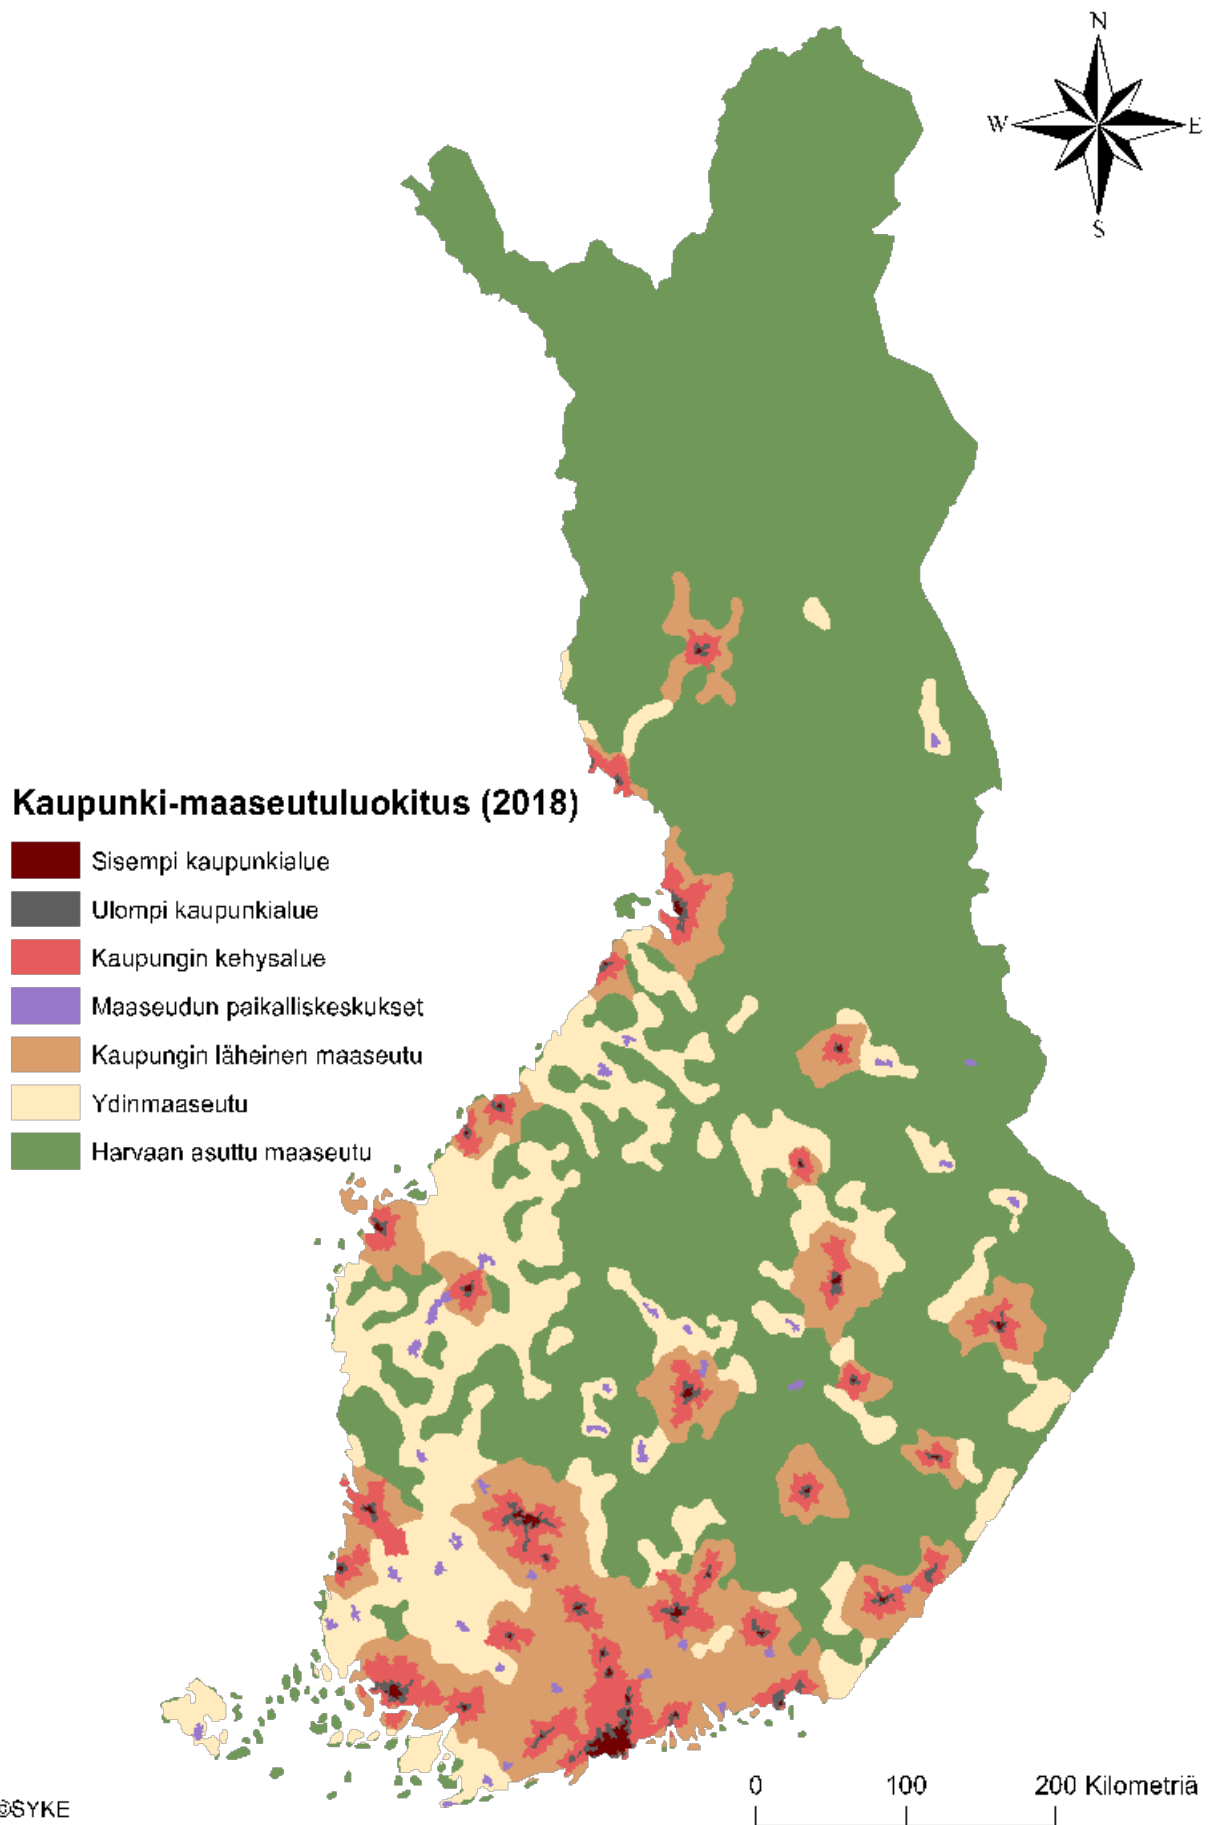 N
W E
S
Kaupunki-maaseutuluokitus (2018)
Sisempi kaupunkialue
Ulompi kaupunkialue
Kaupungin kehysalue
Maaseudun paikalliskeskukset
Kaupungin läheinen maaseutu
Ydinmaaseutu
Harvaan asuttu maaseutu
0 100 200 Kilometriä
©SYKE